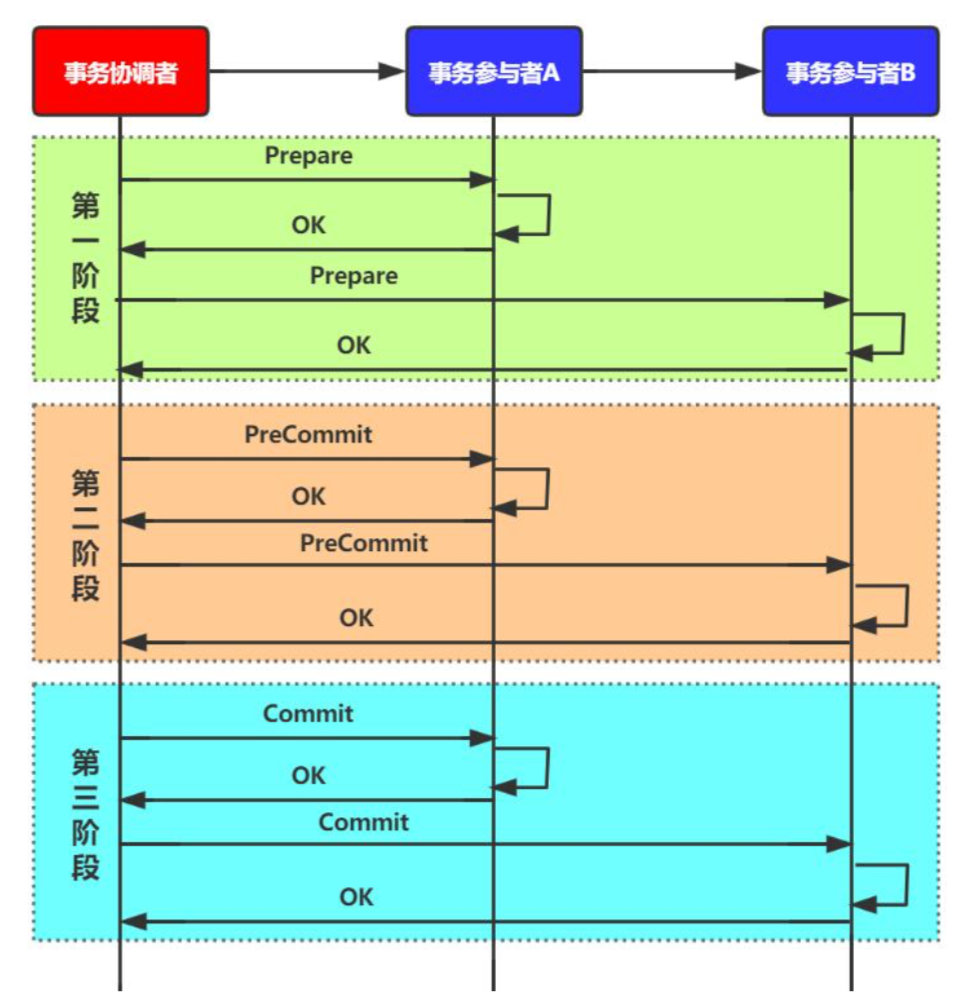 事务协调者
事务参与者A
事务参与者B
第一阶段
Prepare
OK
Prepare
OK
第二阶段
PreCommit
OK
PreCommit
OK
第三阶段
Commit
OK
Commit
OK